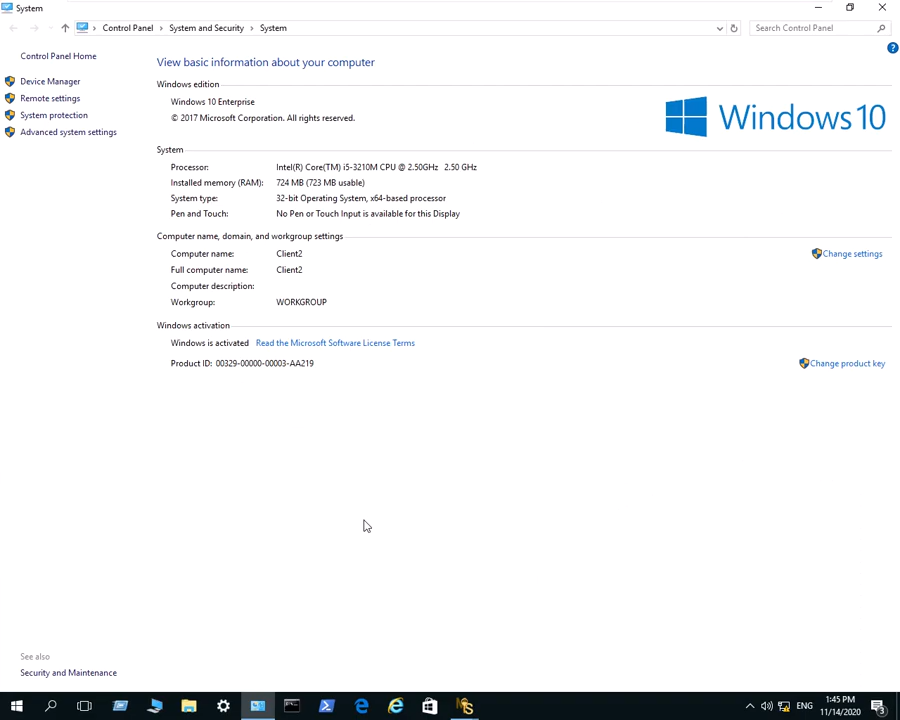 System
Control Panel › System and Security › System
Search Control Panel
Control Panel Home
Device Manager
Remote settings
System protection
Advanced system settings
View basic information about your computer
Windows edition
Windows 10 Enterprise
© 2017 Microsoft Corporation. All rights reserved.
Windows 10
System
Processor: Intel(R) Core(TM) i5-3210M CPU @ 2.50GHz 2.50 GHz
Installed memory (RAM): 724 MB (723 MB usable)
System type: 32-bit Operating System, x64-based processor
Pen and Touch: No Pen or Touch Input is available for this Display
Computer name, domain, and workgroup settings
Computer name: Client2
Change settings
Full computer name: Client2
Computer description:
Workgroup: WORKGROUP
Windows activation
Windows is activated Read the Microsoft Software License Terms
Product ID: 00329-00000-00003-AA219
Change product key
See also
Security and Maintenance
ENG
1:45 PM
11/14/2020
3